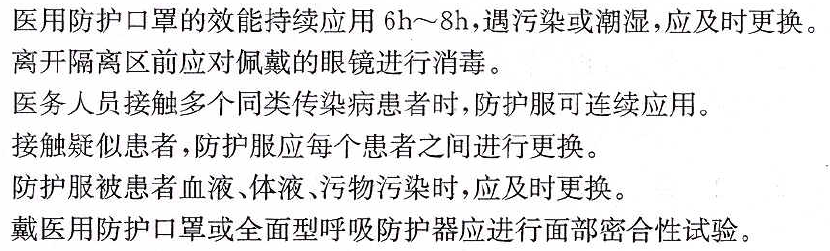 医用防护口罩的效能持续应用 6h～8h,遇污染或潮湿,应及时更换。
离开隔离区前应对佩戴的眼镜进行消毒。
医务人员接触多个同类传染病患者时,防护服可连续应用。
接触疑似患者,防护服应每个患者之间进行更换。
防护服被患者血液、体液、污物污染时,应及时更换。
戴医用防护口罩或全面型呼吸防护器应进行面部密合性试验。